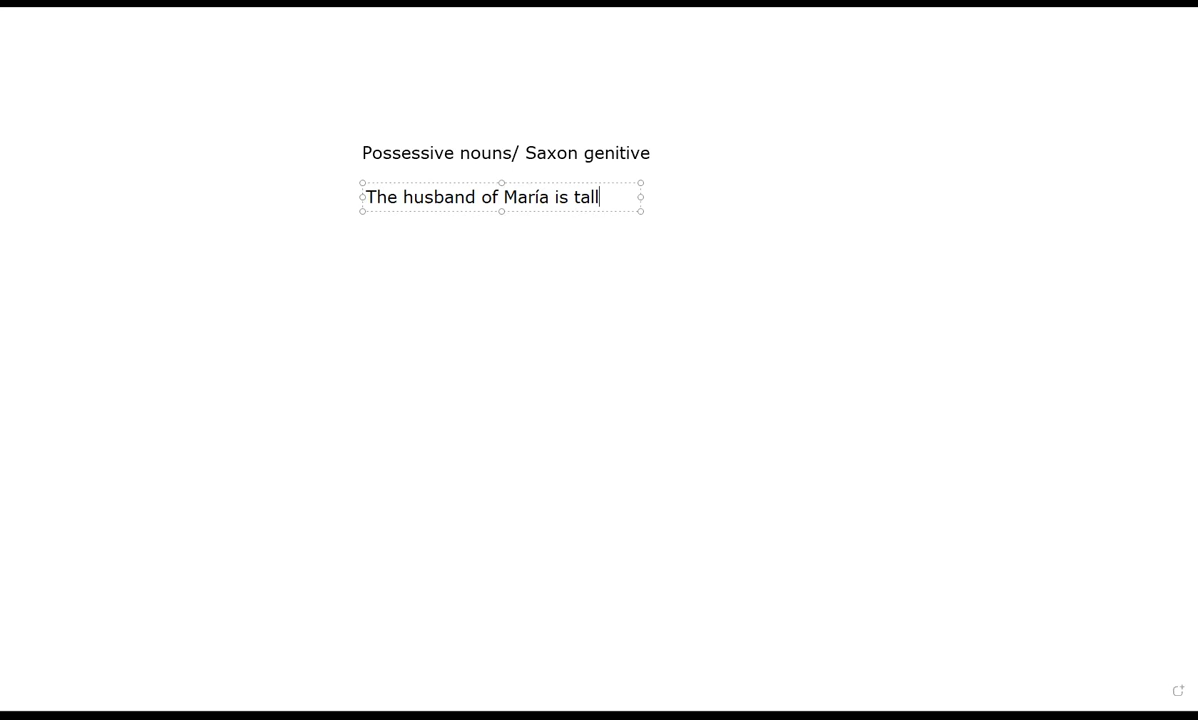 Possessive nouns/ Saxon genitive
The husband of María is tall